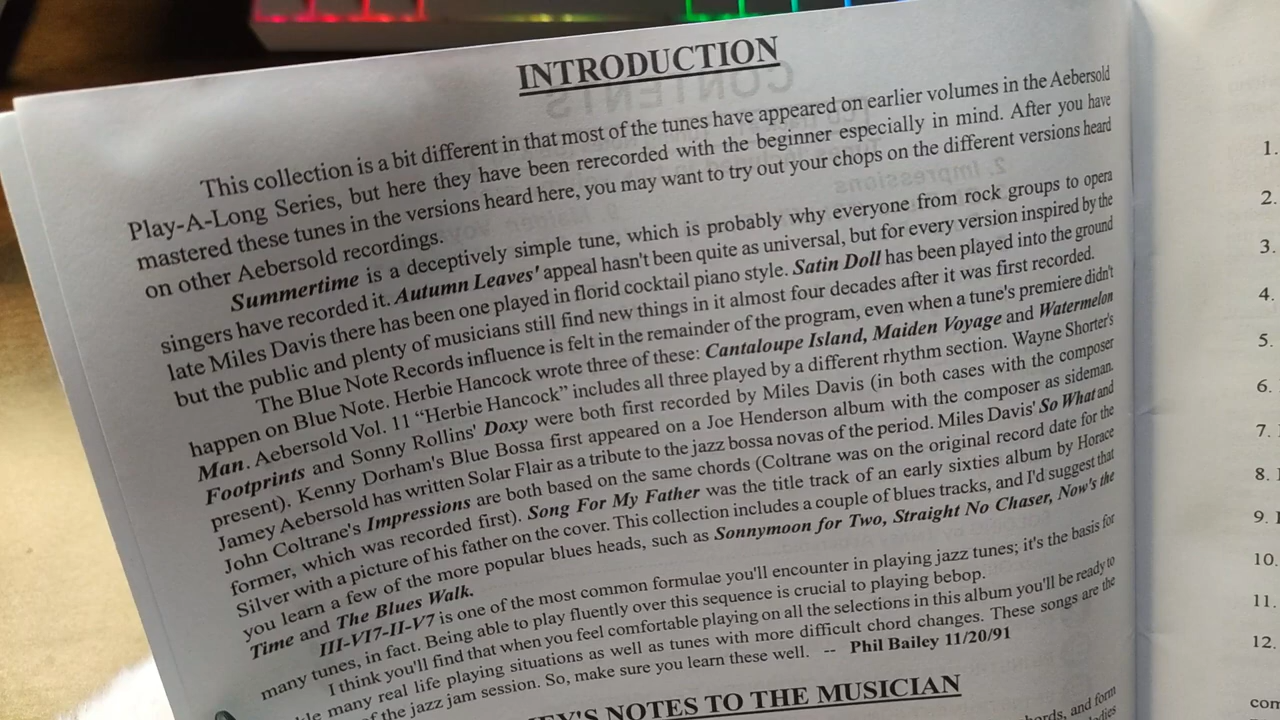 INTRODUCTION
This collection is a bit different in that most of the tunes have appeared on earlier volumes in the Aebersold
Play-A-Long Series, but here they have been rerecorded with the beginner especially in mind. After you have
mastered these tunes in the versions heard here, you may want to try out your chops on the different versions heard
on other Aebersold recordings.
Summertime is a deceptively simple tune, which is probably why everyone from rock groups to opera
singers have recorded it. Autumn Leaves' appeal hasn't been quite as universal, but for every version inspired by the
late Miles Davis there has been one played in florid cocktail piano style. Satin Doll has been played into the ground
but the public and plenty of musicians still find new things in it almost four decades after it was first recorded.
The Blue Note Records influence is felt in the remainder of the program, even when a tune's premiere didn't
happen on Blue Note. Herbie Hancock wrote three of these: Cantaloupe Island, Maiden Voyage and Watermelon
Man. Aebersold Vol. 11 “Herbie Hancock” includes all three played by a different rhythm section. Wayne Shorter's
Footprints and Sonny Rollins' Doxy were both first recorded by Miles Davis (in both cases with the composer
present). Kenny Dorham's Blue Bossa first appeared on a Joe Henderson album with the composer as sideman.
Jamey Aebersold has written Solar Flair as a tribute to the jazz bossa novas of the period. Miles Davis' So What and
John Coltrane's Impressions are both based on the same chords (Coltrane was on the original record date for the
former, which was recorded first). Song For My Father was the title track of an early sixties album by Horace
Silver with a picture of his father on the cover. This collection includes a couple of blues tracks, and I'd suggest that
you learn a few of the more popular blues heads, such as Sonnymoon for Two, Straight No Chaser, Now's the
Time and The Blues Walk.
III-VI7-II-V7 is one of the most common formulae you'll encounter in playing jazz tunes; it's the basis for
many tunes, in fact. Being able to play fluently over this sequence is crucial to playing bebop.
I think you'll find that when you feel comfortable playing on all the selections in this album you'll be ready to
many real life playing situations as well as tunes with more difficult chord changes. These songs are the
of the jazz jam session. So, make sure you learn these well. -- Phil Bailey 11/20/91
NOTES TO THE MUSICIAN
and form
1.
2.
3.
4.
5.
6.
7.
8.
9.
10.
11.
12.